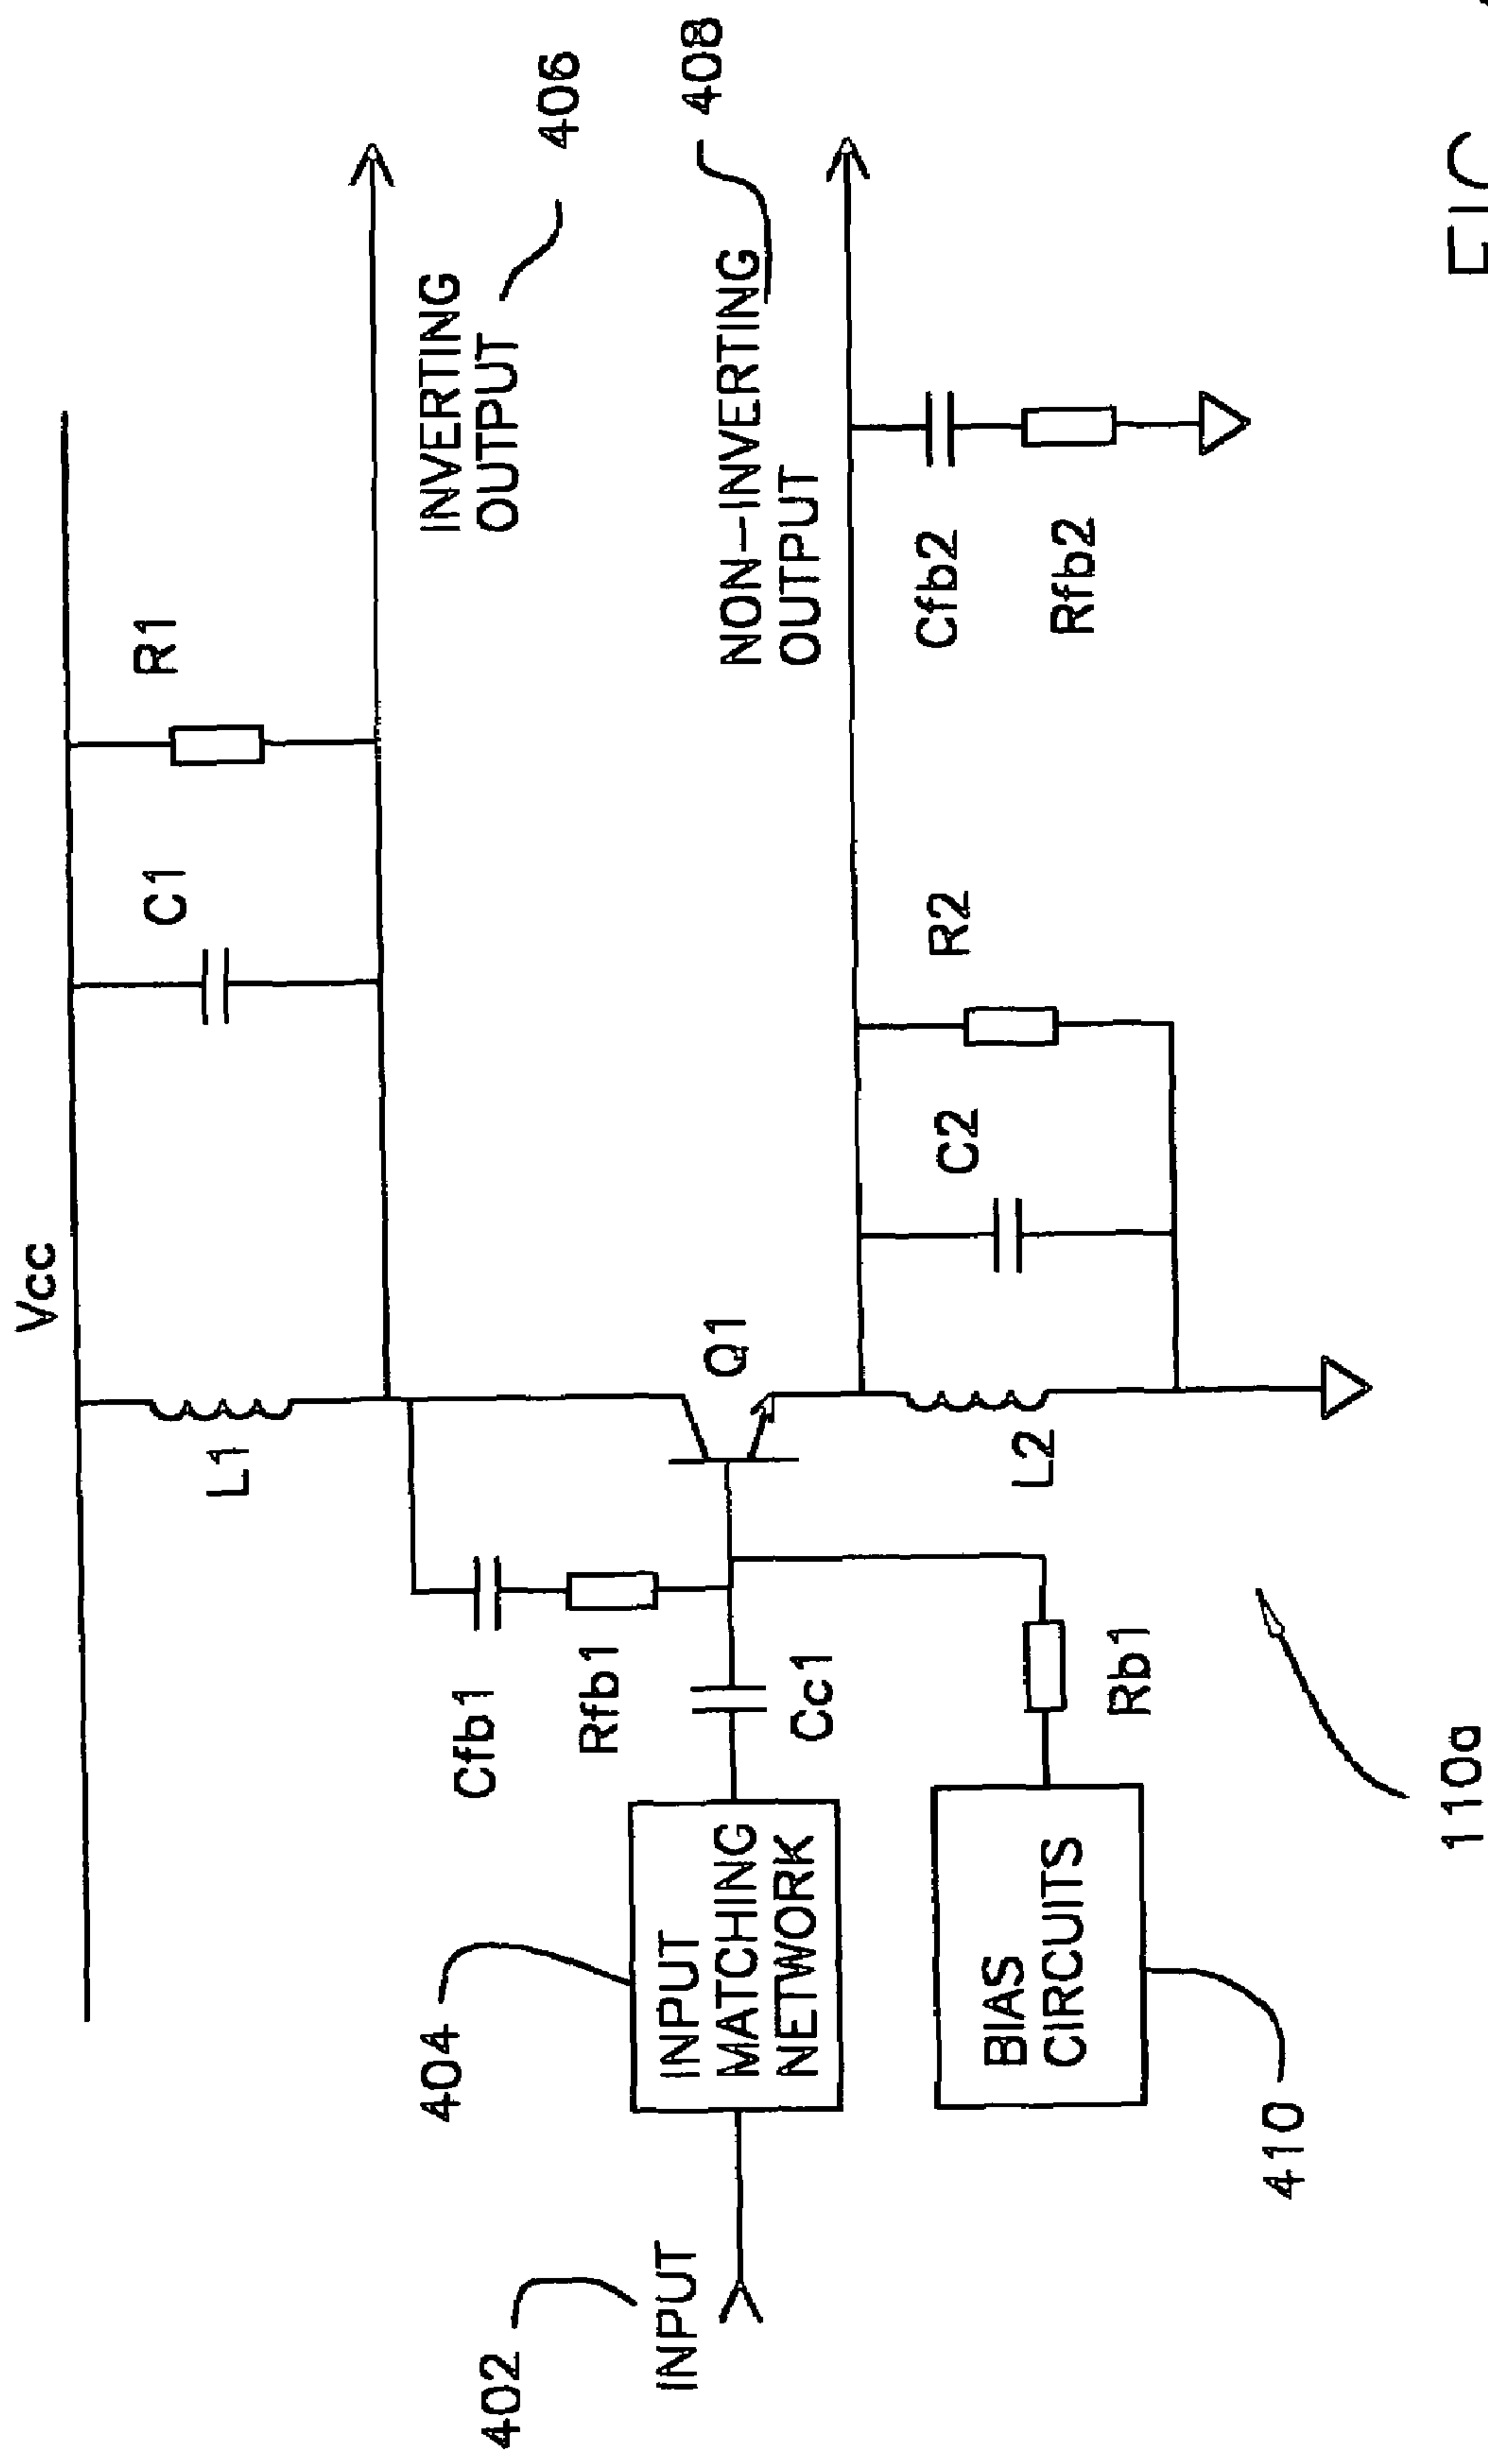 Vcc
L1
C1
R1
INVERTING
OUTPUT
406
408
Cfb1
Rfb1
Q1
NON-INVERTING
OUTPUT
404
402
INPUT
INPUT
MATCHING
NETWORK
Cc1
C2
R2
Cfb2
Rfb2
L2
BIAS
CIRCUITS
Rb1
410
110a